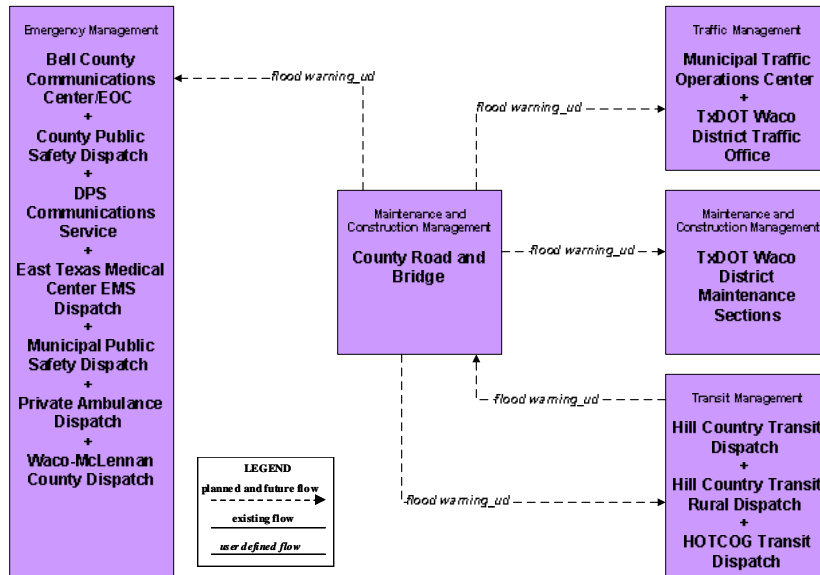 Emergency Management
Bell County
Communications
Center/EOC
+
County Public
Safety Dispatch
+
DPS
Communications
Service
+
East Texas Medical
Center EMS
Dispatch
+
Municipal Public
Safety Dispatch
+
Private Ambulance
Dispatch
+
Waco-McLennan
County Dispatch
flood warning_ud
flood warning_ud
Maintenance and
Construction Management
County Road and
Bridge
flood warning_ud
flood warning_ud
flood warning_ud
Traffic Management
Municipal Traffic
Operations Center
+
TxDOT Waco
District Traffic
Office
Maintenance and
Construction Management
TxDOT Waco
District
Maintenance
Sections
Transit Management
Hill Country Transit
Dispatch
+
Hill Country Transit
Rural Dispatch
+
HOTCOG Transit
Dispatch
LEGEND
planned and future flow
existing flow
user defined flow